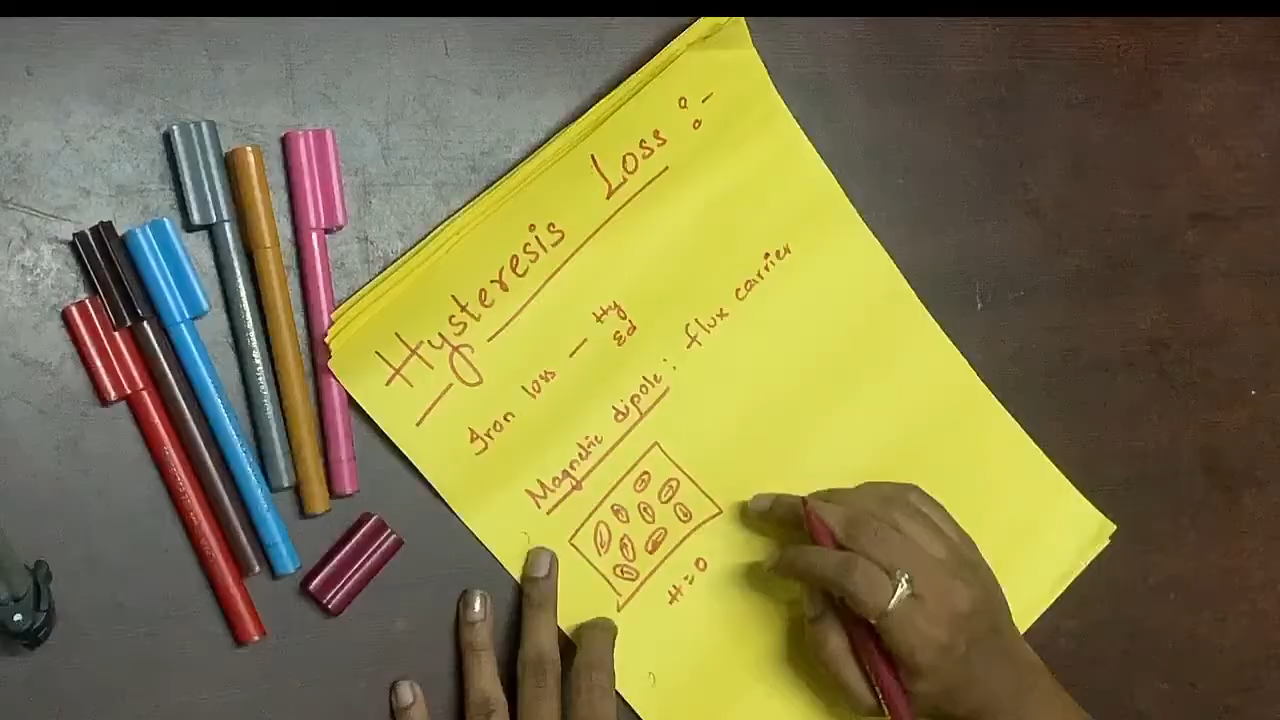 Hysteresis Loss :-
Iron loss - Hy
Ed
Magnetic dipole : flux carrier
H = 0